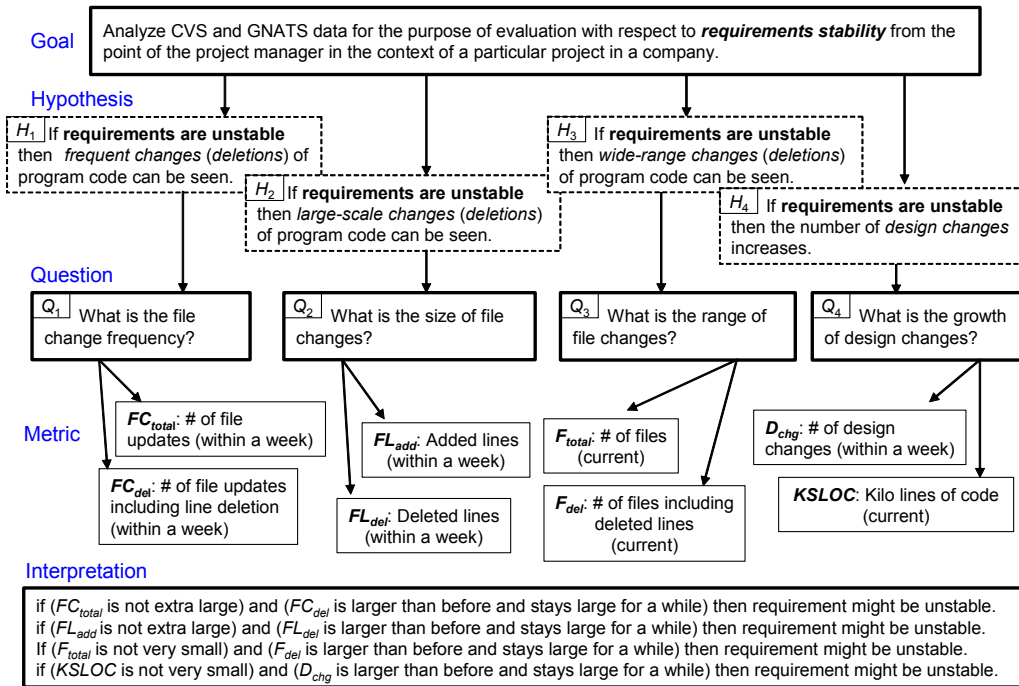 Goal
Analyze CVS and GNATS data for the purpose of evaluation with respect to requirements stability from the
point of the project manager in the context of a particular project in a company.
Hypothesis
H1 If requirements are unstable
then frequent changes (deletions) of
program code can be seen.
H2 If requirements are unstable
then large-scale changes (deletions)
of program code can be seen.
H3 If requirements are unstable
then wide-range changes (deletions)
of program code can be seen.
H4 If requirements are unstable
then the number of design changes
increases.
Question
Q1 What is the file
change frequency?
Q2 What is the size of file
changes?
Q3 What is the range of
file changes?
Q4 What is the growth
of design changes?
Metric
FCtotal: # of file
updates (within a week)
FCdel: # of file updates
including line deletion
(within a week)
FLadd: Added lines
(within a week)
FLdel: Deleted lines
(within a week)
Ftotal: # of files
(current)
Fdel: # of files including
deleted lines
(current)
Dchg: # of design
changes (within a week)
KSLOC: Kilo lines of code
(current)
Interpretation
if (FCtotal is not extra large) and (FCdel is larger than before and stays large for a while) then requirement might be unstable.
if (FLadd is not extra large) and (FLdel is larger than before and stays large for a while) then requirement might be unstable.
If (Ftotal is not very small) and (Fdel is larger than before and stays large for a while) then requirement might be unstable.
if (KSLOC is not very small) and (Dchg is larger than before and stays large for a while) then requirement might be unstable.